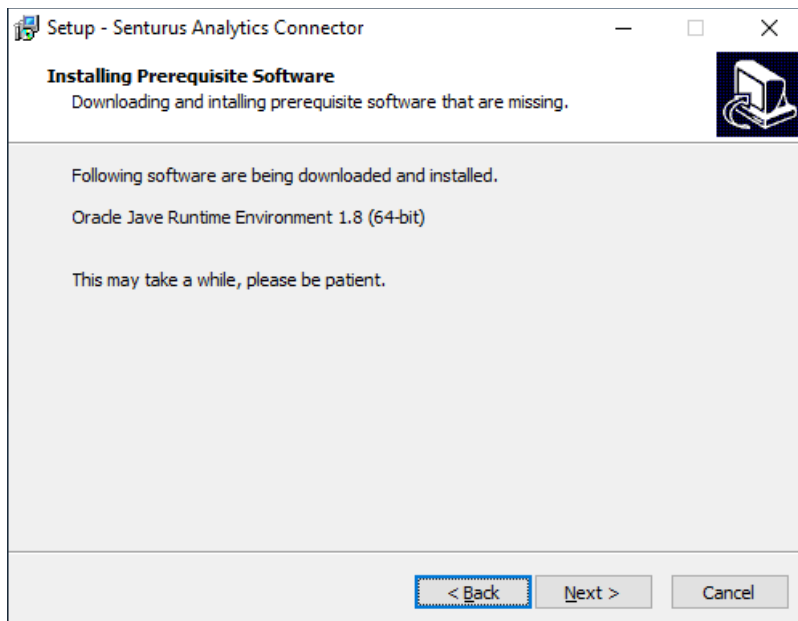 Setup - Senturus Analytics Connector
Installing Prerequisite Software
Downloading and intalling prerequisite software that are missing.
Following software are being downloaded and installed.
Oracle Jave Runtime Environment 1.8 (64-bit)
This may take a while, please be patient.
< Back Next > Cancel